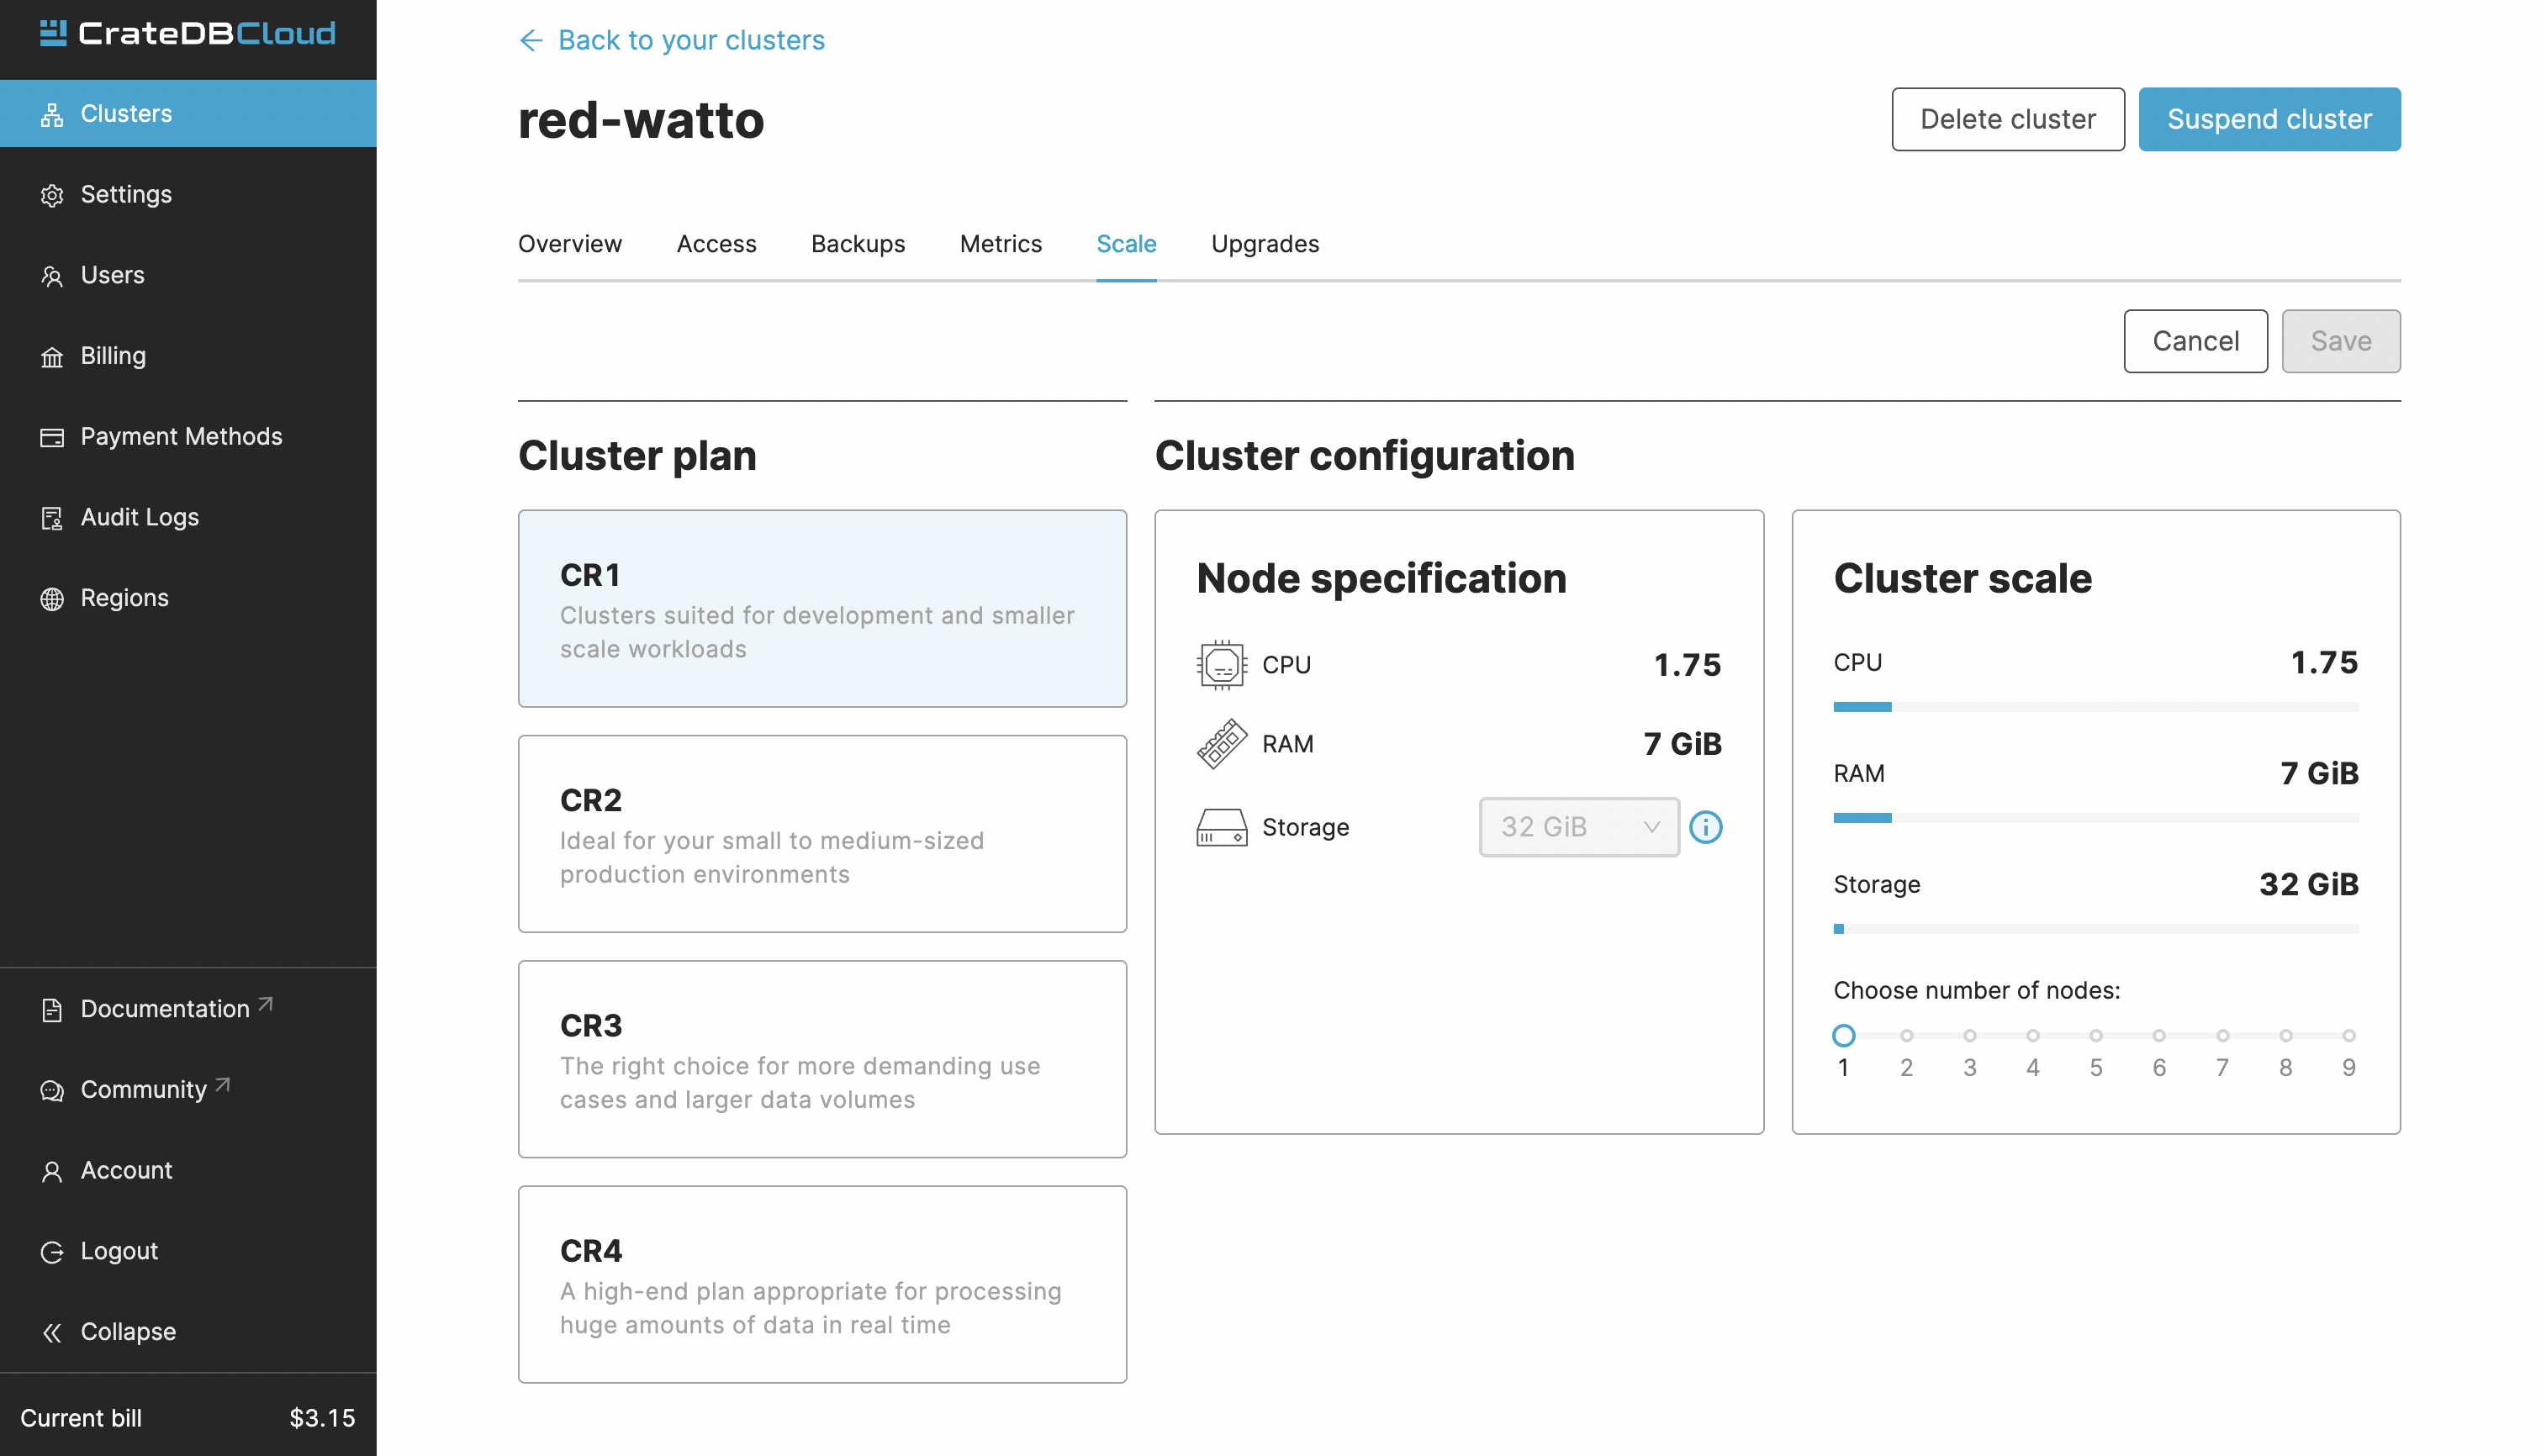 CrateDBCloud
Clusters
Settings
Users
Billing
Payment Methods
Audit Logs
Regions
Documentation
Community
Account
Logout
Collapse
Current bill $3.15
Back to your clusters
red-watto
Delete cluster
Suspend cluster
Overview Access Backups Metrics Scale Upgrades
Cancel Save
Cluster plan
CR1
Clusters suited for development and smaller
scale workloads
CR2
Ideal for your small to medium-sized
production environments
CR3
The right choice for more demanding use
cases and larger data volumes
CR4
A high-end plan appropriate for processing
huge amounts of data in real time
Cluster configuration
Node specification
CPU 1.75
RAM 7 GiB
Storage 32 GiB
Cluster scale
CPU 1.75
RAM 7 GiB
Storage 32 GiB
Choose number of nodes:
1 2 3 4 5 6 7 8 9